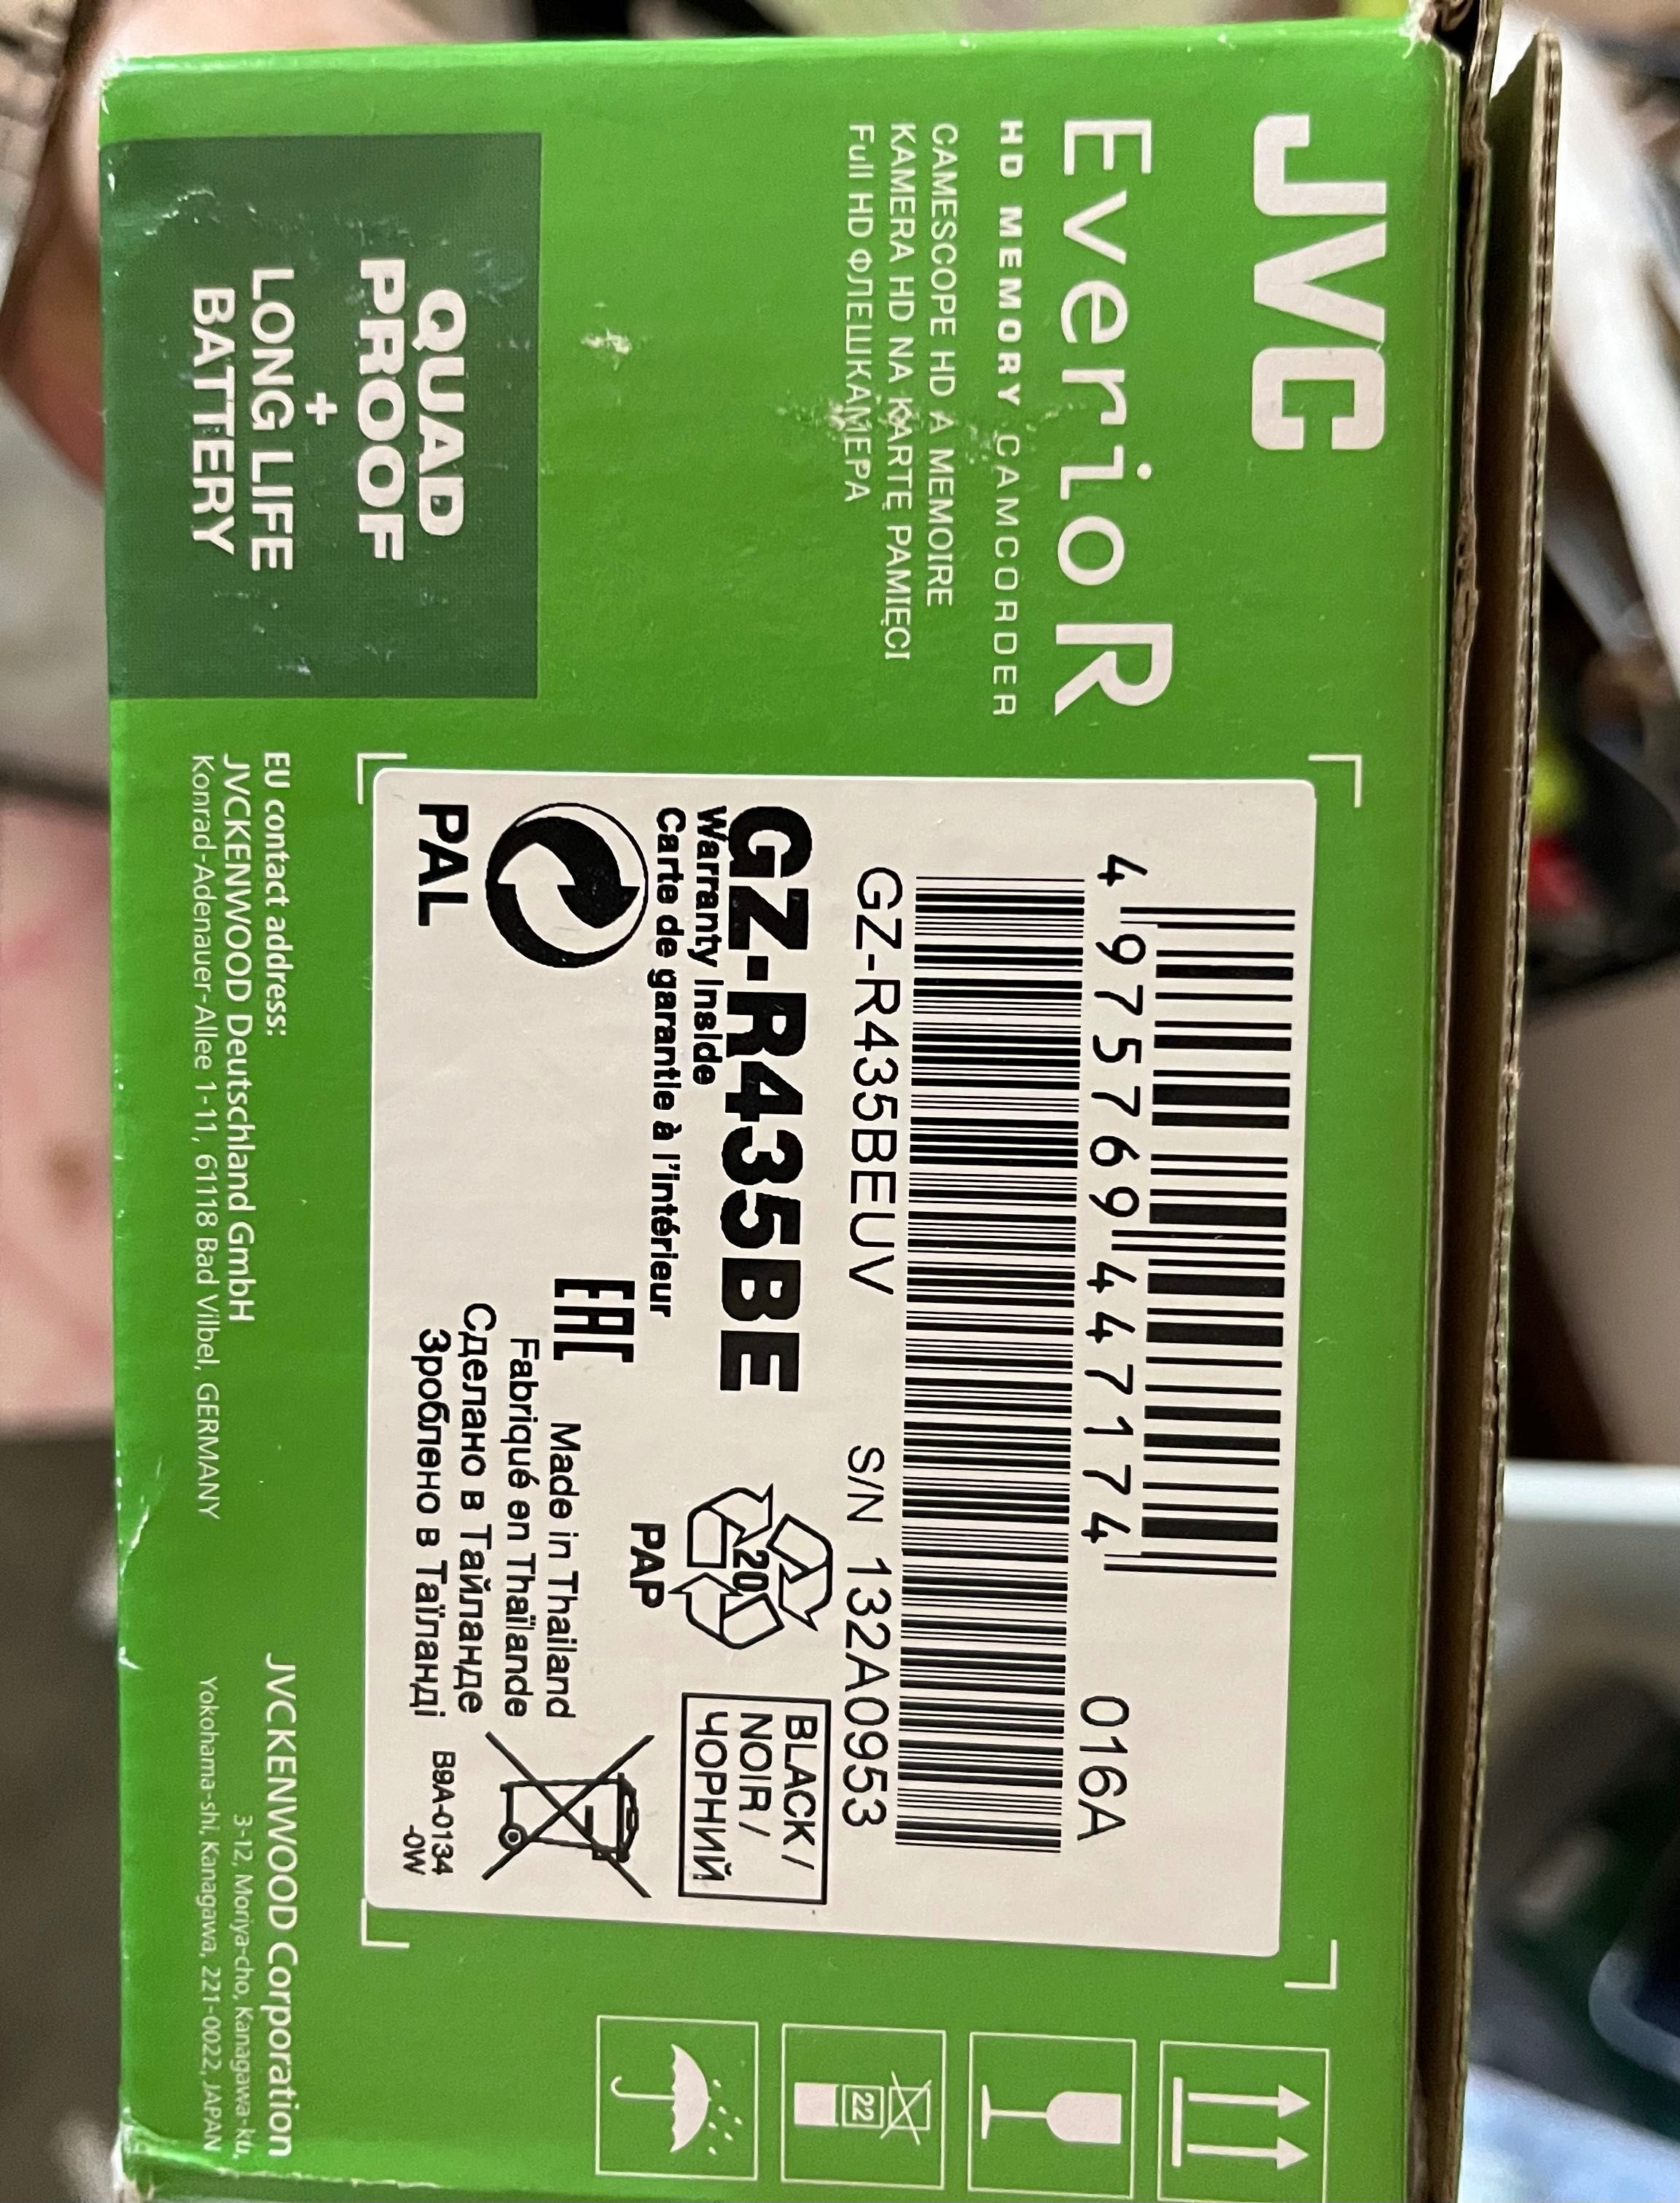 JVC
Everio R
HD MEMORY CAMCORDER
CAMESCOPE HD A MEMOIRE
KAMERA HD NA KARTĘ PAMIĘCI
Full HD ФЛЕШКАМЕРА
QUAD
PROOF
+
LONG LIFE
BATTERY
4 975769 447174
016A
GZ-R435BEUV
S/N 132A0953
GZ-R435BE
Warranty Inside
Carte de garantie à l'intérieur
PAL
20
PAP
BLACK /
NOIR /
ЧОРНИЙ
EAC
Made in Thailand
Fabriqué en Thaïlande
Сделано в Тайланде
Зроблено в Таїланді
B9A-0134
-0W
22
EU contact address:
JVCKENWOOD Deutschland GmbH
Konrad-Adenauer-Allee 1-11, 61118 Bad Vilbel, GERMANY
JVCKENWOOD Corporation
3-12, Moriya-cho, Kanagawa-ku,
Yokohama-shi, Kanagawa, 221-0022, JAPAN